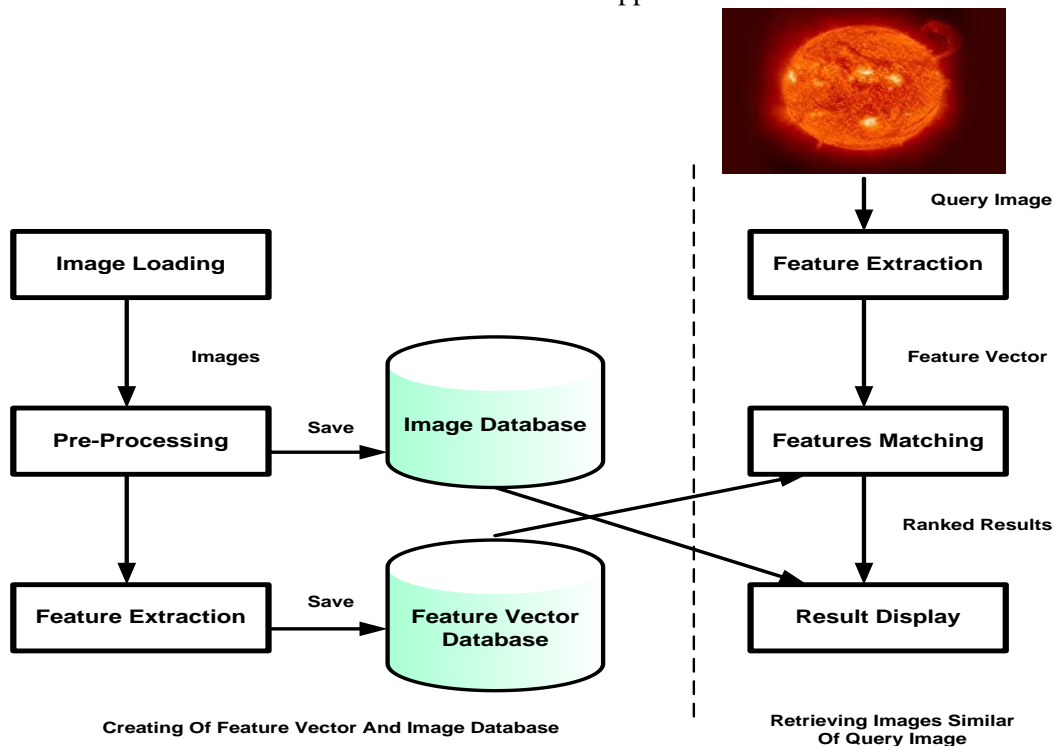 Query Image
Image Loading
Feature Extraction
Images
Feature Vector
Pre-Processing
Save
Image Database
Features Matching
Ranked Results
Feature Extraction
Save
Feature Vector
Database
Result Display
Creating Of Feature Vector And Image Database
Retrieving Images Similar
Of Query Image